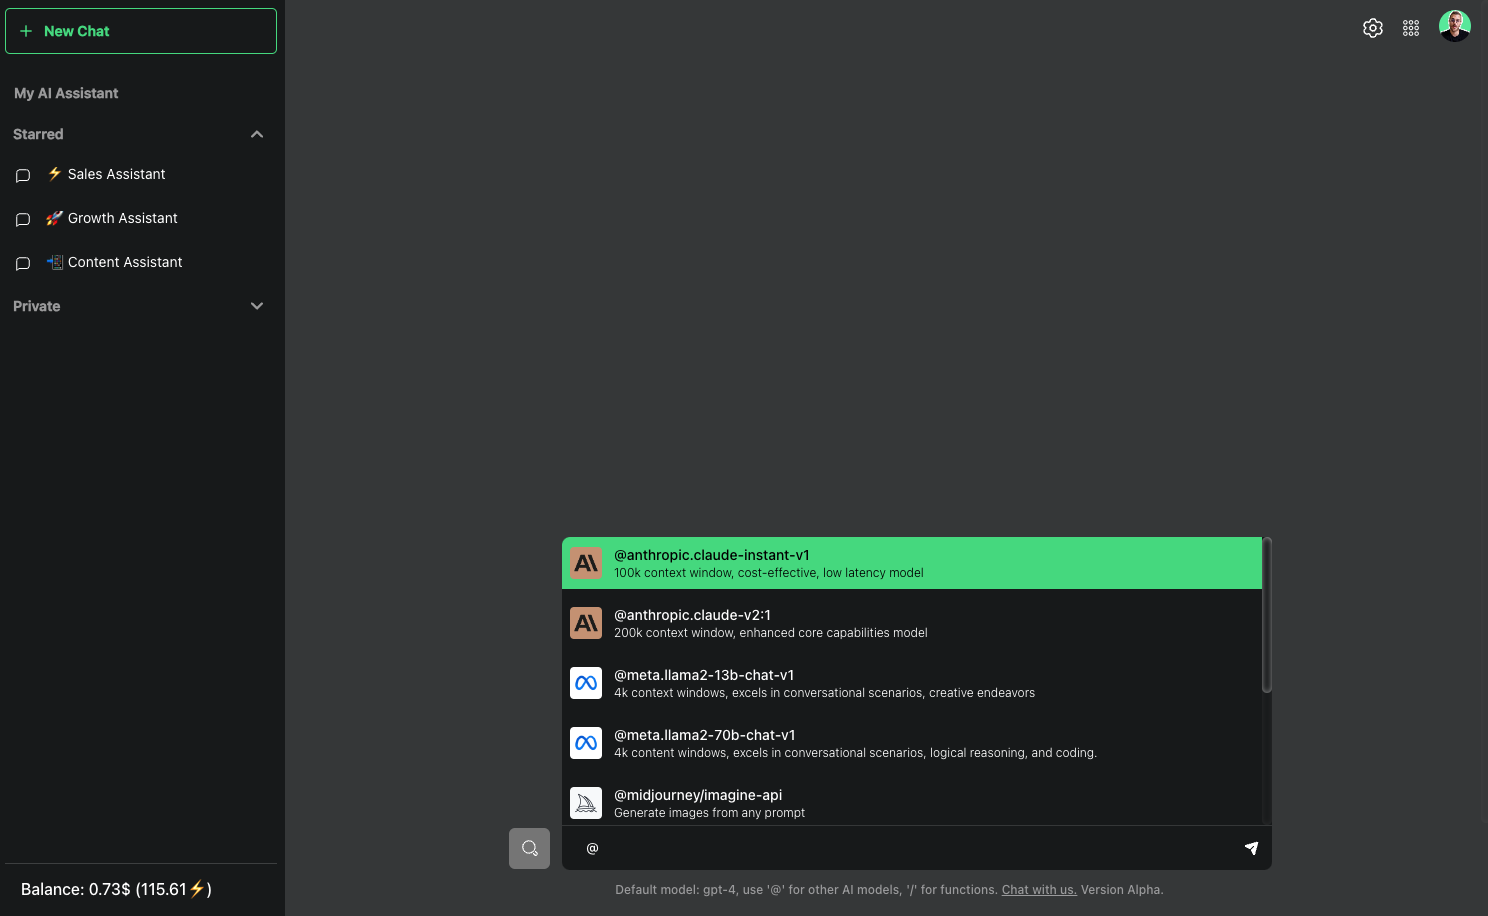 + New Chat
My AI Assistant
Starred
⚡ Sales Assistant
🚀 Growth Assistant
📲 Content Assistant
Private
@anthropic.claude-instant-v1
100k context window, cost-effective, low latency model
@anthropic.claude-v2:1
200k context window, enhanced core capabilities model
@meta.llama2-13b-chat-v1
4k context windows, excels in conversational scenarios, creative endeavors
@meta.llama2-70b-chat-v1
4k content windows, excels in conversational scenarios, logical reasoning, and coding.
@midjourney/imagine-api
Generate images from any prompt
@
Balance: 0.73$ (115.61⚡)
Default model: gpt-4, use '@' for other AI models, '/' for functions. Chat with us. Version Alpha.